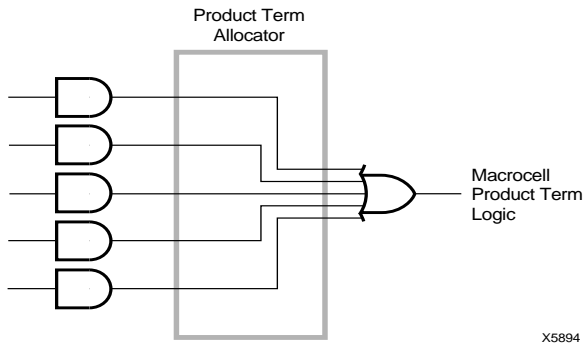 Product Term
Allocator
Macrocell
Product Term
Logic
X5894